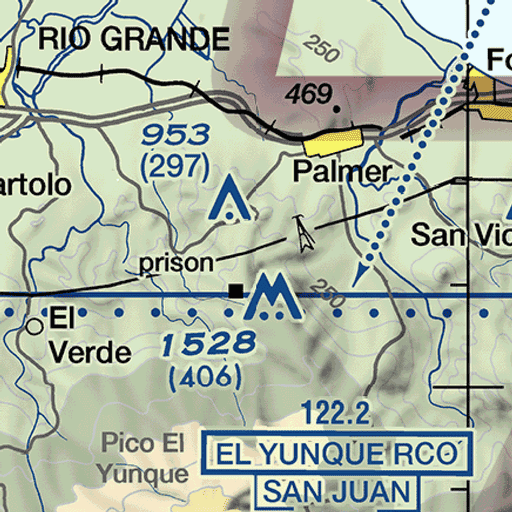 RIO GRANDE
250
Fo
469
953
(297)
Palmer
artolo
San Vic
prison
250
El
Verde
1528
(406)
122.2
Pico El
Yunque
EL YUNQUE RCO
SAN JUAN